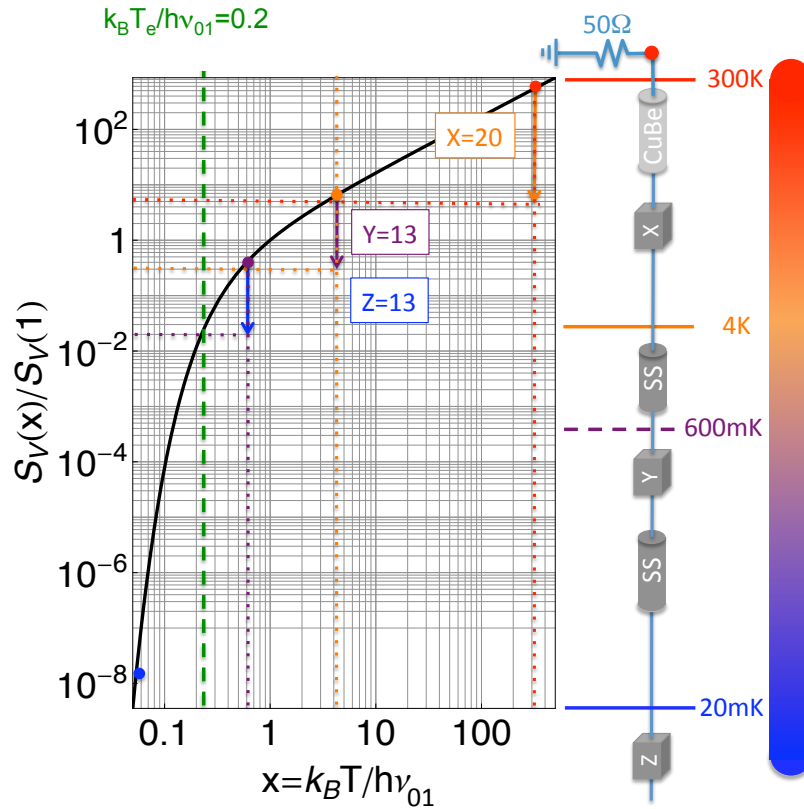 k_BT_e/hν_01=0.2
50Ω
300K
10^2
X=20
CuBe
X
1
Y=13
Z=13
4K
10^-2
SS
S_V(x)/S_V(1)
600mK
10^-4
Y
10^-6
SS
10^-8
20mK
0.1
1
10
100
Z
x=k_BT/hν_01